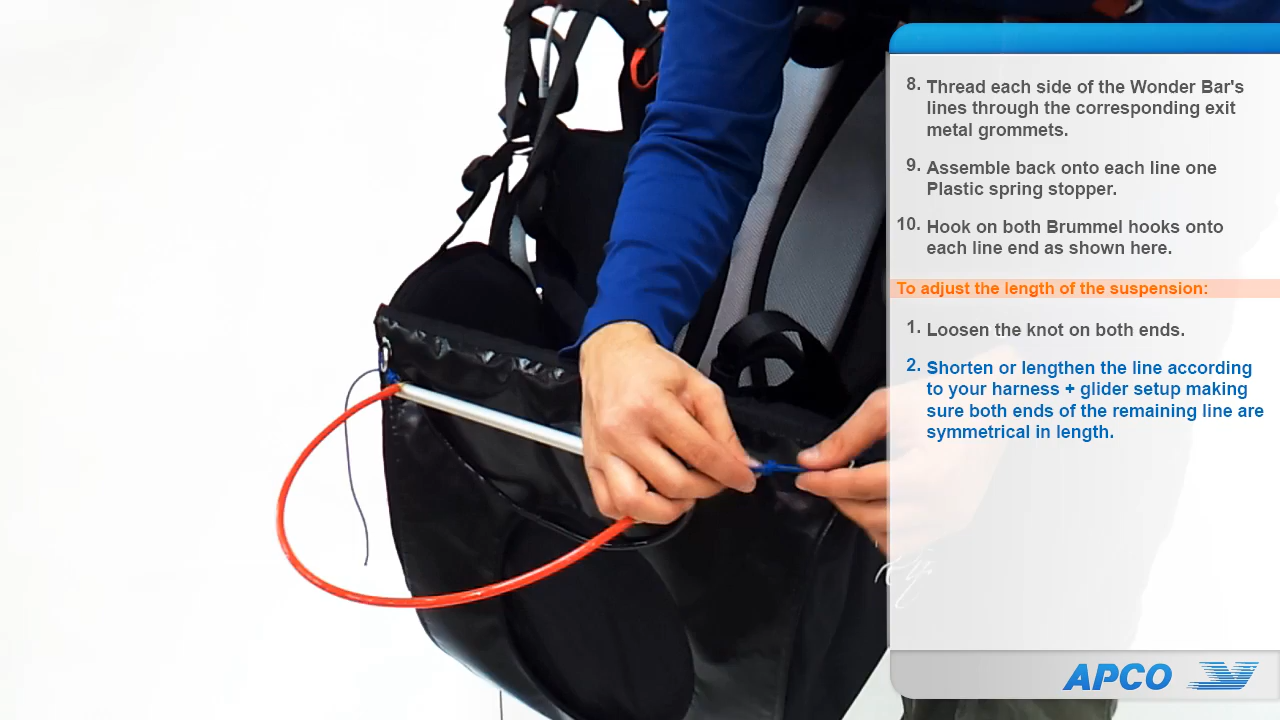 8. Thread each side of the Wonder Bar's
lines through the corresponding exit
metal grommets.
9. Assemble back onto each line one
Plastic spring stopper.
10. Hook on both Brummel hooks onto
each line end as shown here.
To adjust the length of the suspension:
1. Loosen the knot on both ends.
2. Shorten or lengthen the line according
to your harness + glider setup making
sure both ends of the remaining line are
symmetrical in length.
APCO